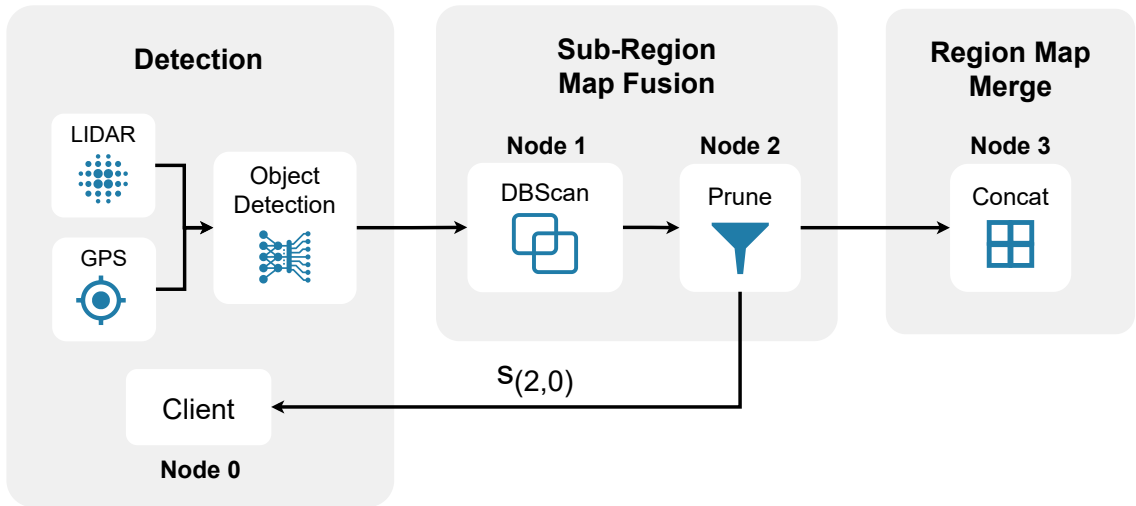 Detection
LIDAR
GPS
Object
Detection
Client
Node 0
Sub-Region
Map Fusion
Node 1
DBScan
Node 2
Prune
s(2,0)
Region Map
Merge
Node 3
Concat